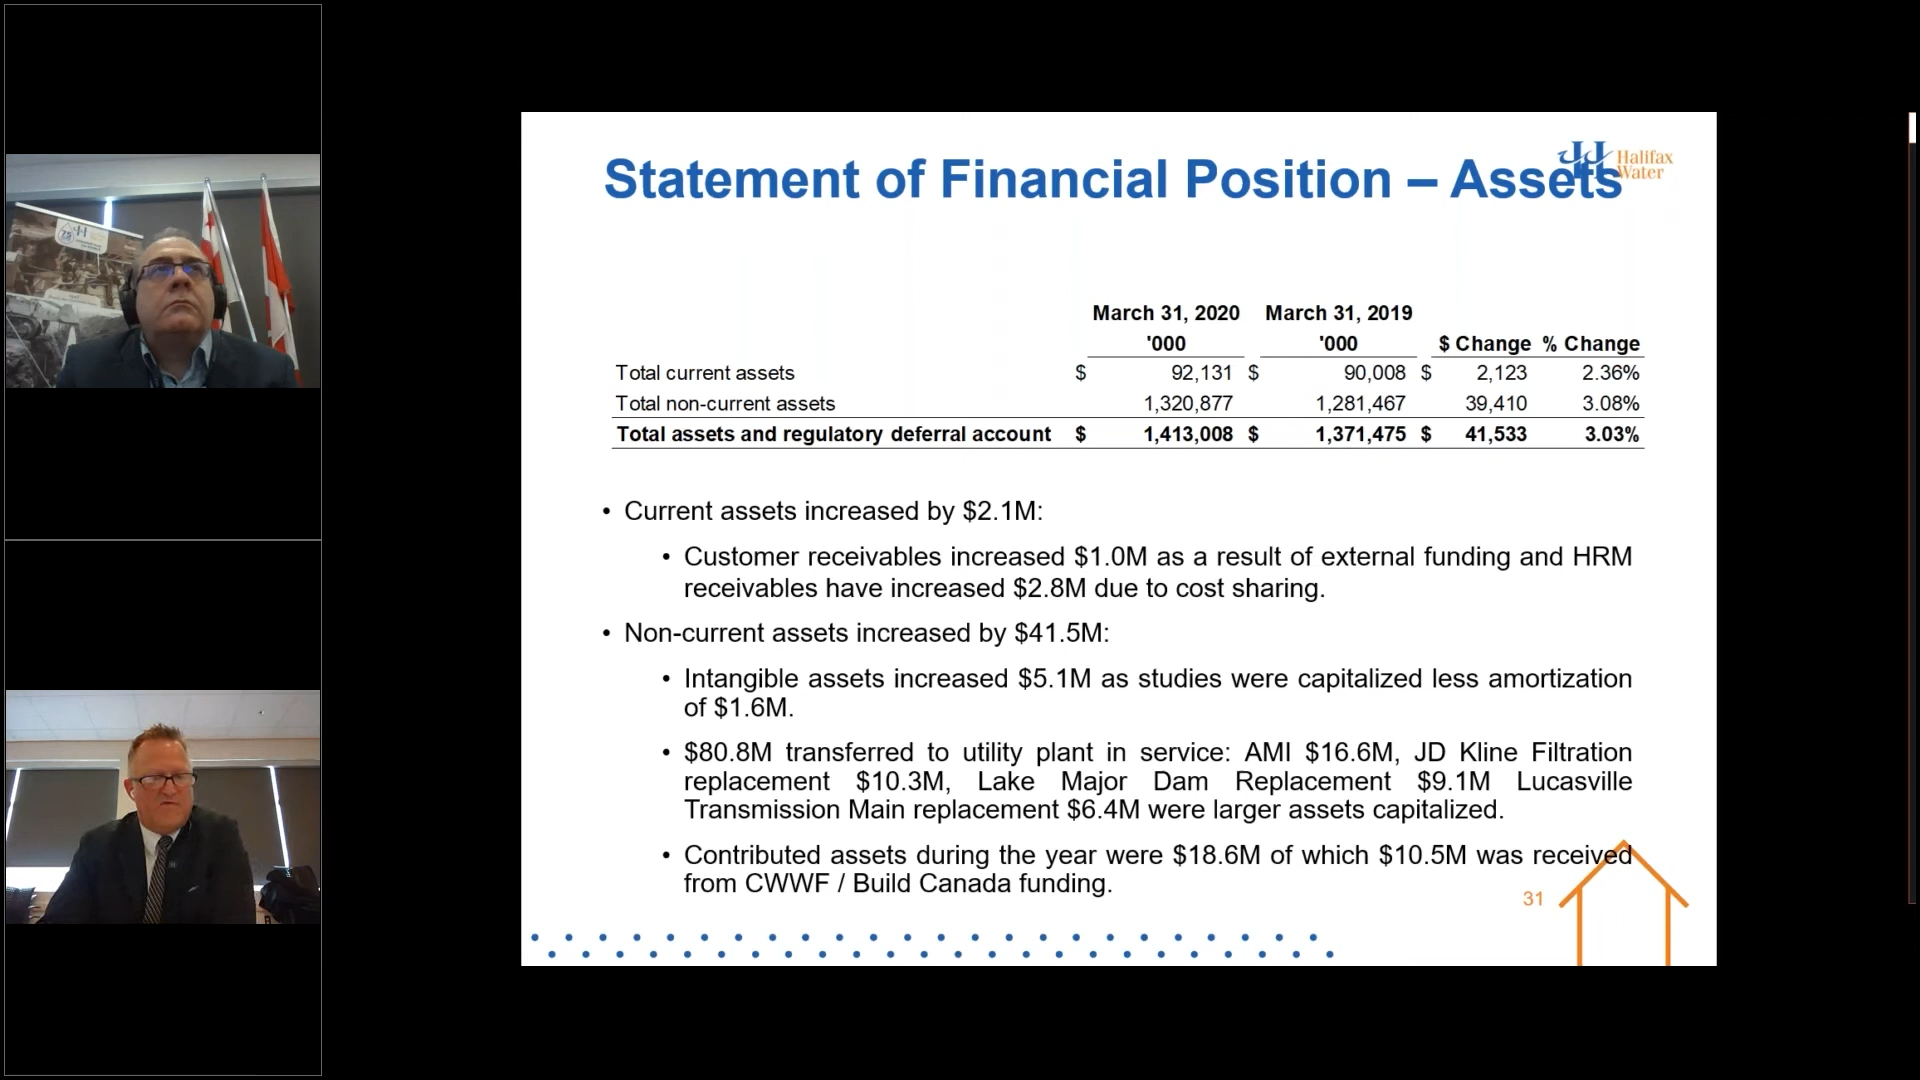 Statement of Financial Position – Assets
Halifax
Water
March 31, 2020 March 31, 2019
'000 '000 $ Change % Change
Total current assets $ 92,131 $ 90,008 $ 2,123 2.36%
Total non-current assets 1,320,877 1,281,467 39,410 3.08%
Total assets and regulatory deferral account $ 1,413,008 $ 1,371,475 $ 41,533 3.03%
• Current assets increased by $2.1M:
• Customer receivables increased $1.0M as a result of external funding and HRM
receivables have increased $2.8M due to cost sharing.
• Non-current assets increased by $41.5M:
• Intangible assets increased $5.1M as studies were capitalized less amortization
of $1.6M.
• $80.8M transferred to utility plant in service: AMI $16.6M, JD Kline Filtration
replacement $10.3M, Lake Major Dam Replacement $9.1M Lucasville
Transmission Main replacement $6.4M were larger assets capitalized.
• Contributed assets during the year were $18.6M of which $10.5M was received
from CWWF / Build Canada funding.
31
75